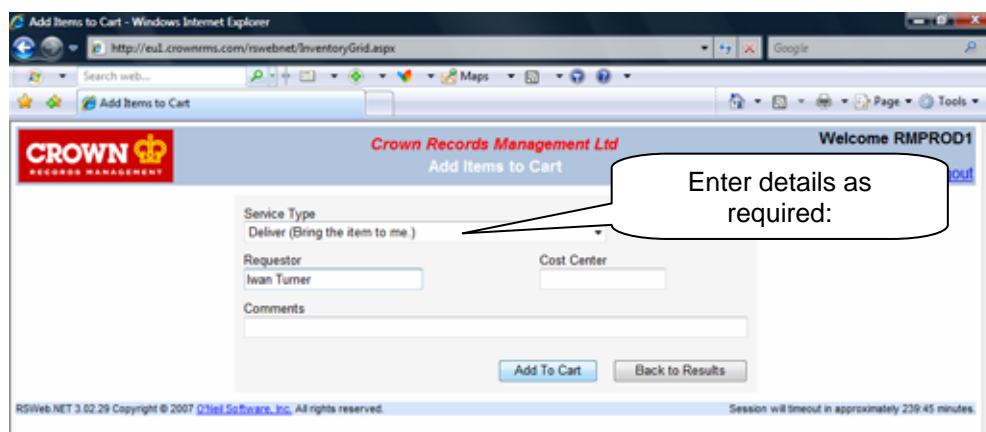 Add Items to Cart - Windows Internet Explorer
http://eu1.crownrms.com/rswebnet/InventoryGrid.aspx
Google
Search web...
Maps
Add Items to Cart
Page
Tools
CROWN
RECORDS MANAGEMENT
Crown Records Management Ltd
Add Items to Cart
Welcome RMPROD1
Enter details as
required:
Service Type
Deliver (Bring the item to me.)
Requestor
Cost Center
Iwan Turner
Comments
Add To Cart
Back to Results
RSWeb.NET 3.02.29 Copyright © 2007 O'Neil Software, Inc. All rights reserved.
Session will timeout in approximately 239:45 minutes.